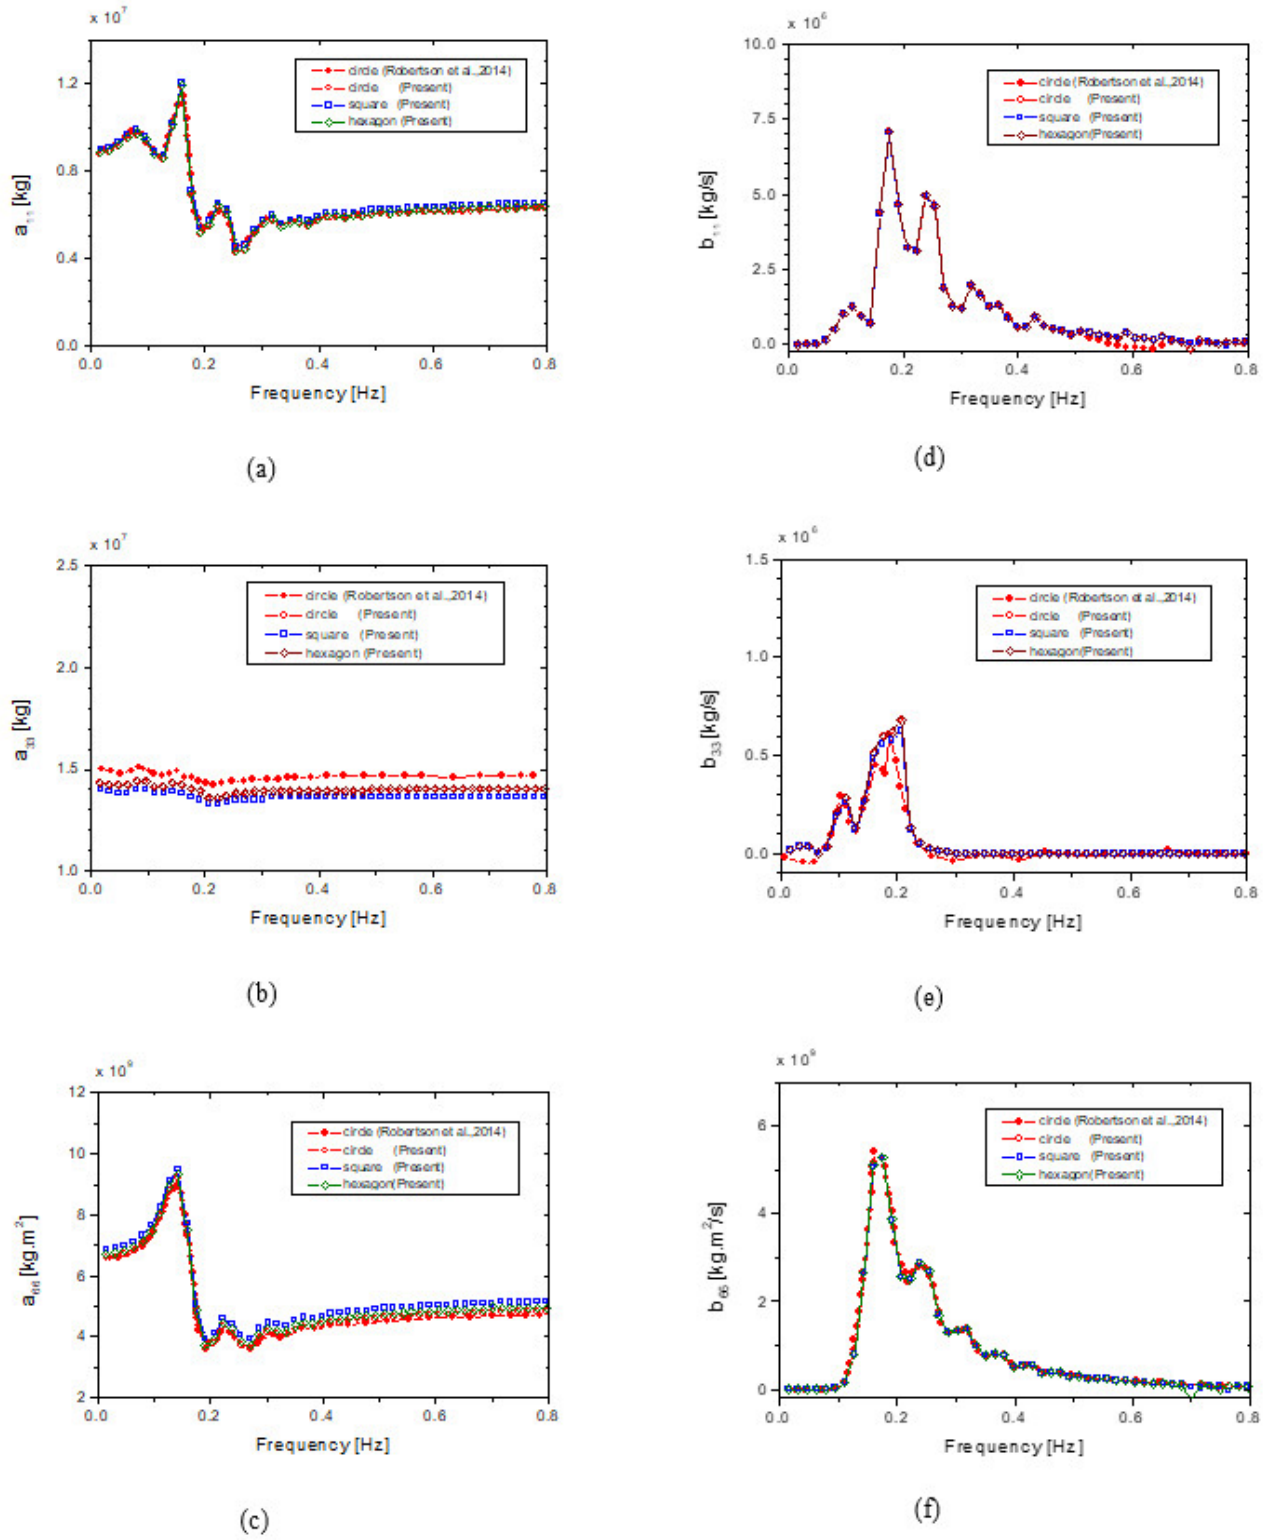 x 10⁷
1.2
0.8
0.4
0.0
a₁₁ [kg]
circle (Robertson et al.,2014)
circle (Present)
square (Present)
hexagon (Present)
0.0 0.2 0.4 0.6 0.8
Frequency [Hz]
(a)
x 10⁶
10.0
7.5
5.0
2.5
0.0
b₁₁ [kg/s]
circle (Robertson et al.,2014)
circle (Present)
square (Present)
hexagon(Present)
0.0 0.2 0.4 0.6 0.8
Frequency [Hz]
(d)
x 10⁷
2.5
2.0
1.5
1.0
a₃₃ [kg]
circle (Robertson et al.,2014)
circle (Present)
square (Present)
hexagon (Present)
0.0 0.2 0.4 0.6 0.8
Frequency [Hz]
(b)
x 10⁶
1.5
1.0
0.5
0.0
b₃₃ [kg/s]
circle (Robertson et al.,2014)
circle (Present)
square (Present)
hexagon(Present)
0.0 0.2 0.4 0.6 0.8
Frequency [Hz]
(e)
x 10⁹
12
10
8
6
4
2
a₆₆ [kg.m²]
circle (Robertson et al.,2014)
circle (Present)
square (Present)
hexagon(Present)
0.0 0.2 0.4 0.6 0.8
Frequency [Hz]
(c)
x 10⁹
6
4
2
0
b₆₆ [kg.m²/s]
circle (Robertson et al.,2014)
circle (Present)
square (Present)
hexagon(Present)
0.0 0.2 0.4 0.6 0.8
Frequency [Hz]
(f)